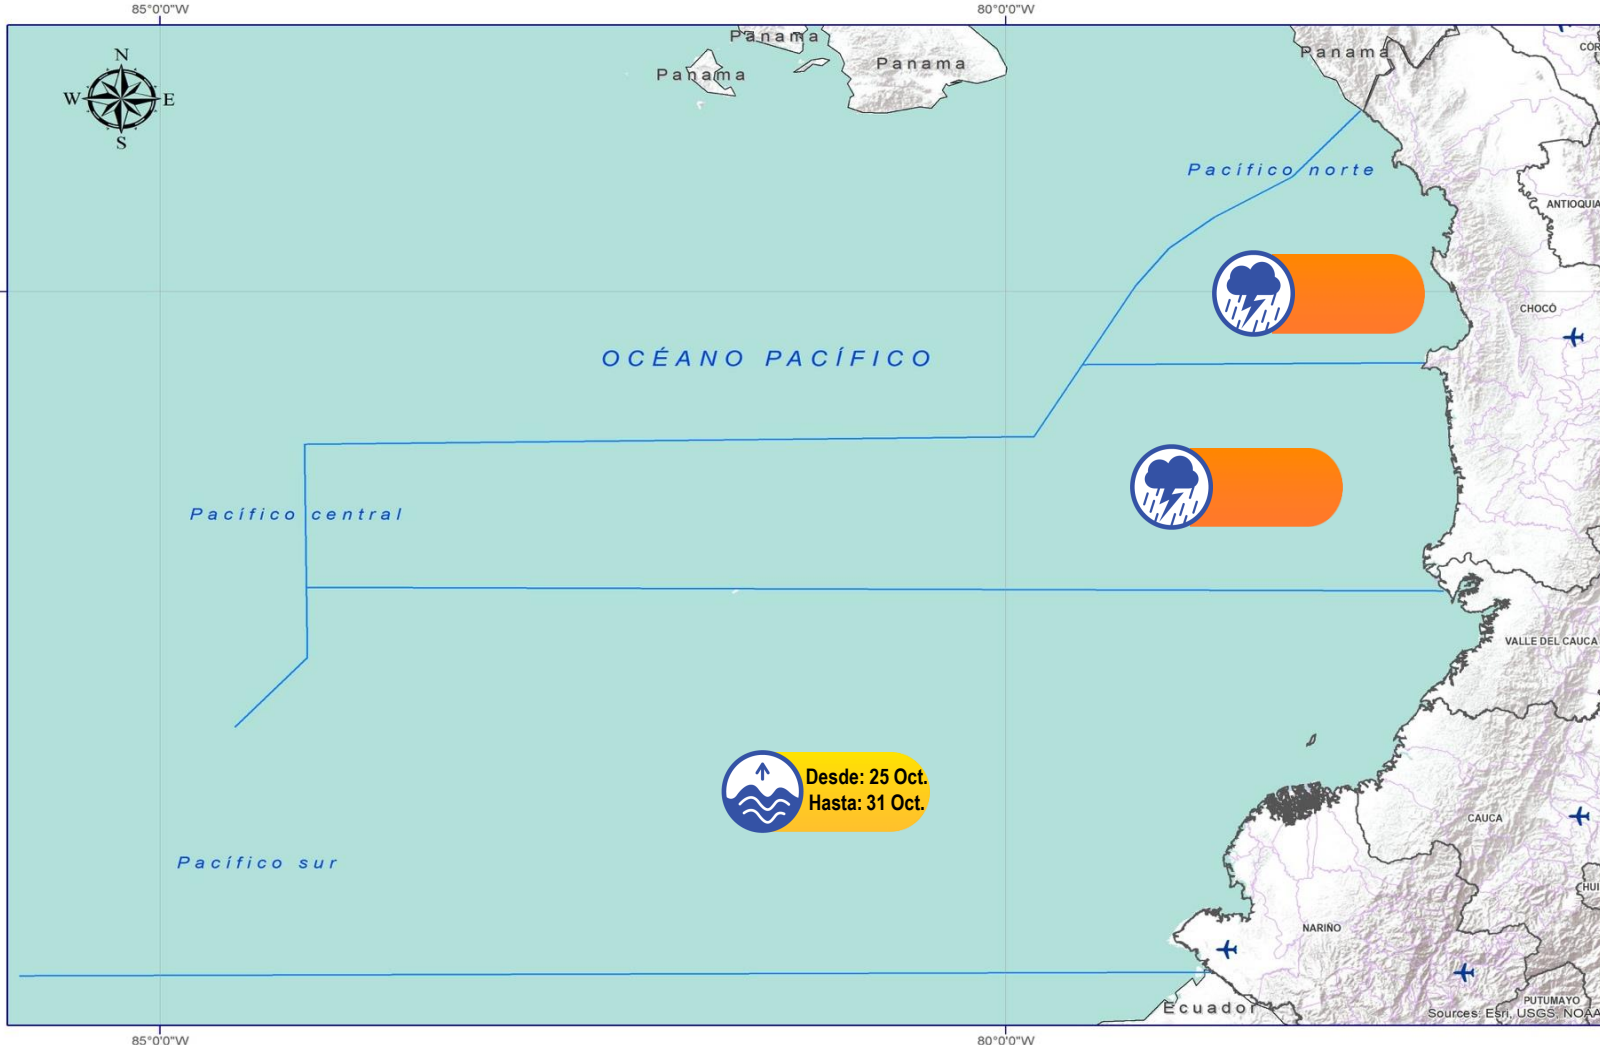 85°0'0"W
80°0'0"W
Panama
Panama
Panama
Panama
CÓR
N
W
E
S
Pacífico norte
ANTIOQUIA
CHOCÓ
OCÉANO PACÍFICO
Pacífico central
VALLE DEL CAUCA
Desde: 25 Oct.
Hasta: 31 Oct.
CAUCA
Pacífico sur
HUI
NARIÑO
PUTUMAYO
Ecuador
Sources: Esri, USGS, NOAA
85°0'0"W
80°0'0"W